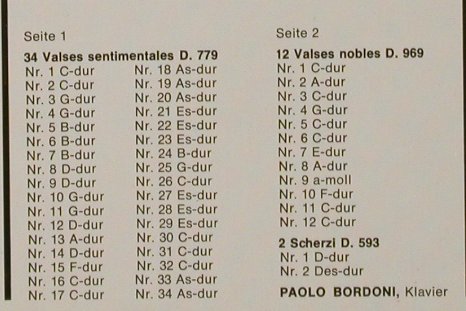 Seite 1
34 Valses sentimentales D. 779
Nr. 1 C-dur
Nr. 2 C-dur
Nr. 3 G-dur
Nr. 4 G-dur
Nr. 5 B-dur
Nr. 6 B-dur
Nr. 7 B-dur
Nr. 8 D-dur
Nr. 9 D-dur
Nr. 10 G-dur
Nr. 11 G-dur
Nr. 12 D-dur
Nr. 13 A-dur
Nr. 14 D-dur
Nr. 15 F-dur
Nr. 16 C-dur
Nr. 17 C-dur
Nr. 18 As-dur
Nr. 19 As-dur
Nr. 20 As-dur
Nr. 21 Es-dur
Nr. 22 Es-dur
Nr. 23 Es-dur
Nr. 24 B-dur
Nr. 25 G-dur
Nr. 26 C-dur
Nr. 27 Es-dur
Nr. 28 Es-dur
Nr. 29 Es-dur
Nr. 30 C-dur
Nr. 31 C-dur
Nr. 32 C-dur
Nr. 33 As-dur
Nr. 34 As-dur
Seite 2
12 Valses nobles D. 969
Nr. 1 C-dur
Nr. 2 A-dur
Nr. 3 C-dur
Nr. 4 G-dur
Nr. 5 C-dur
Nr. 6 C-dur
Nr. 7 E-dur
Nr. 8 A-dur
Nr. 9 a-moll
Nr. 10 F-dur
Nr. 11 C-dur
Nr. 12 C-dur
2 Scherzi D. 593
Nr. 1 D-dur
Nr. 2 Des-dur
PAOLO BORDONI, Klavier